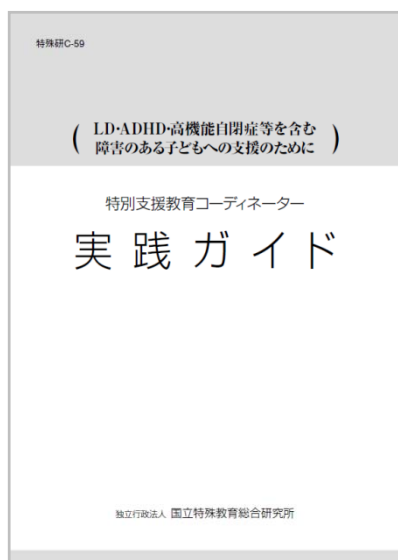 特殊研C-59
( LD・ADHD・高機能自閉症等を含む
障害のある子どもへの支援のために )
特別支援教育コーディネーター
実践ガイド
独立行政法人 国立特殊教育総合研究所